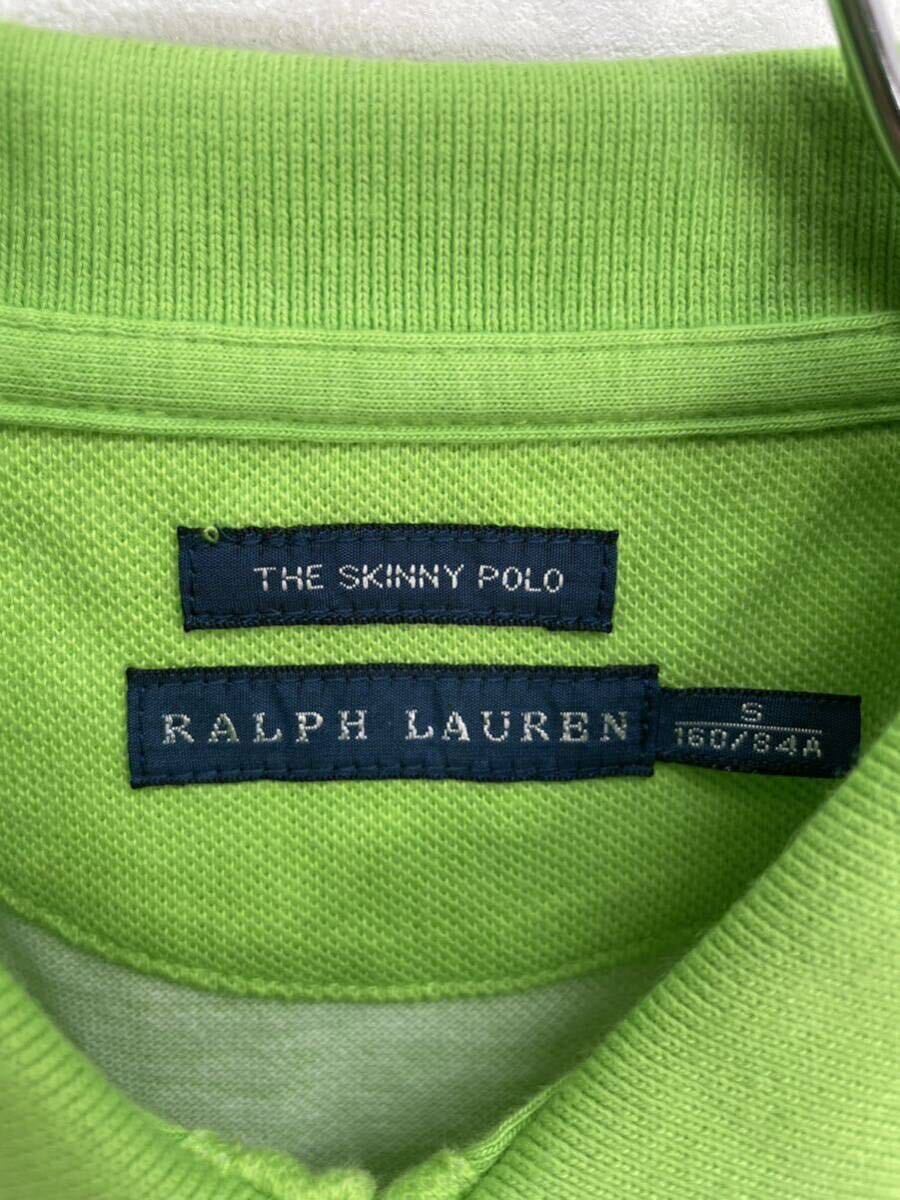 THE SKINNY POLO
RALPH LAUREN
S
160/84A